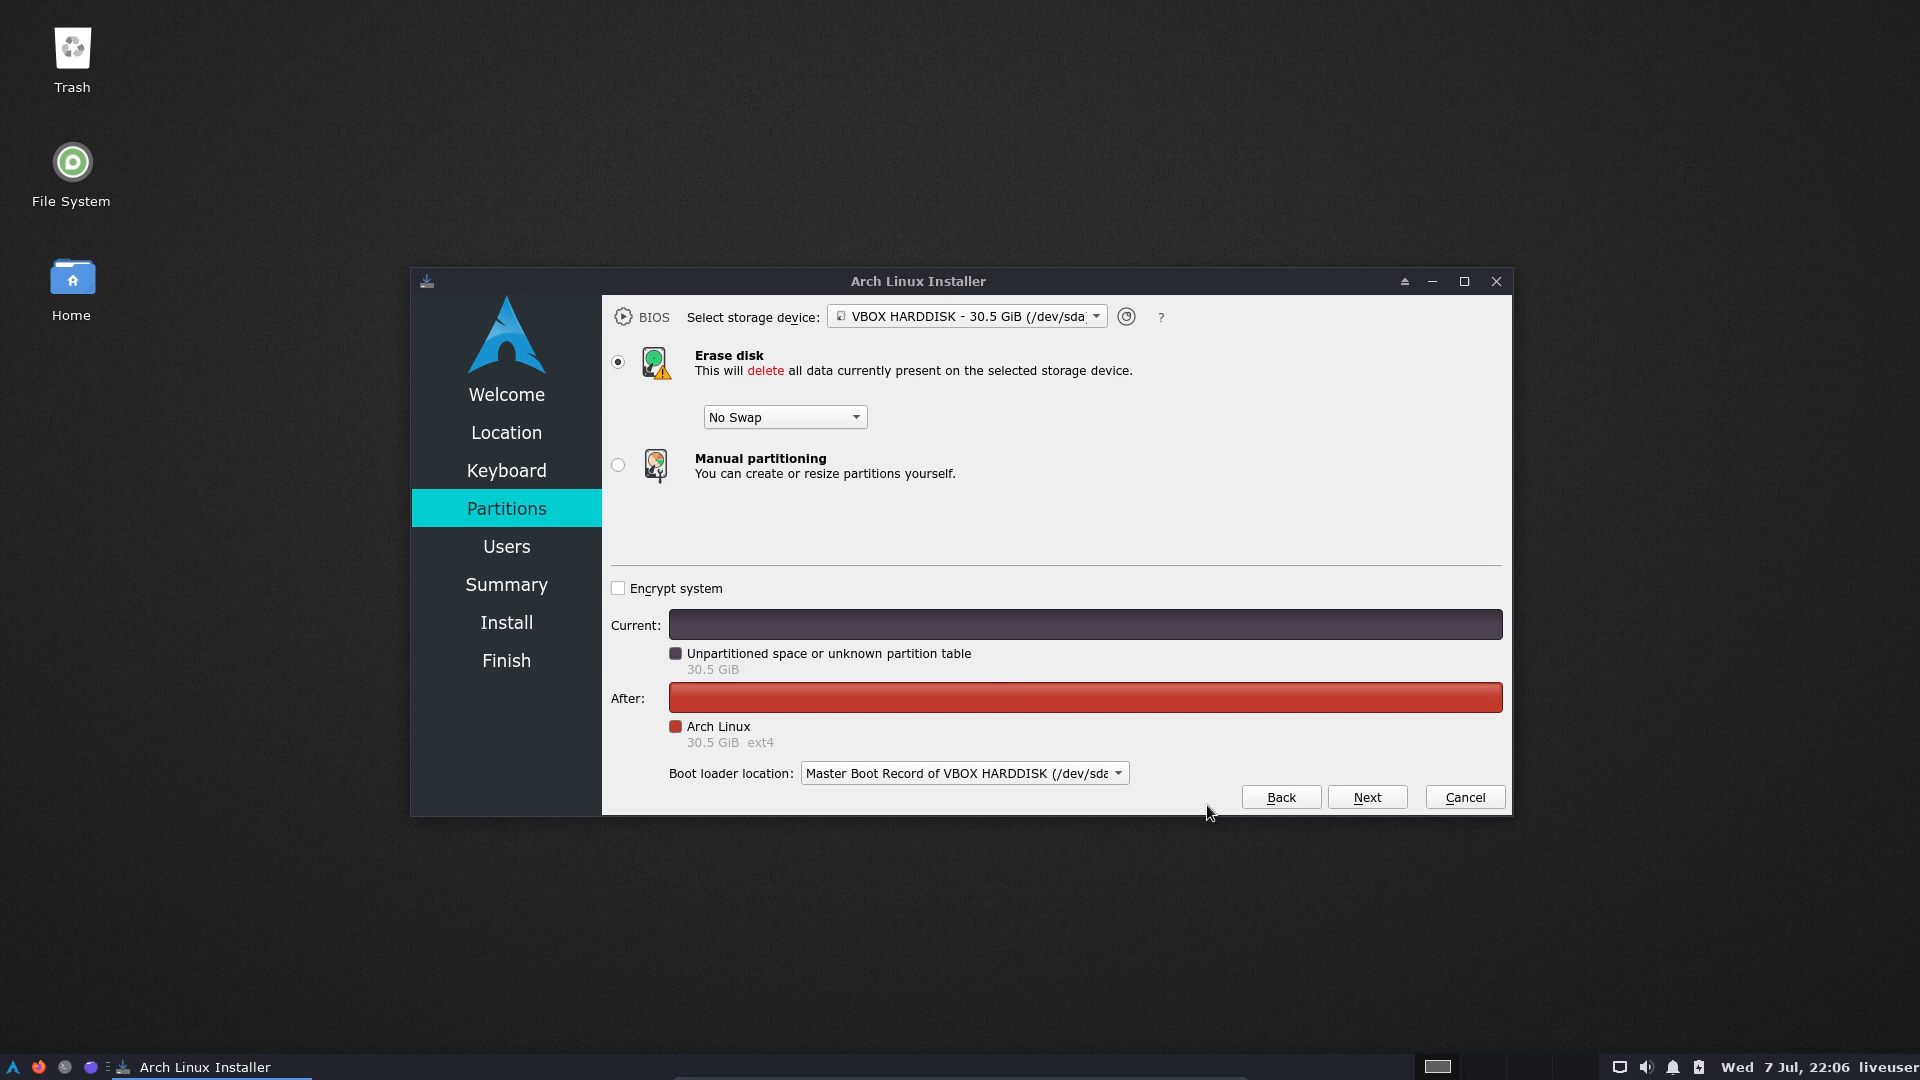 Trash
File System
Home
Arch Linux Installer
Welcome
Location
Keyboard
Partitions
Users
Summary
Install
Finish
BIOS Select storage device: VBOX HARDDISK - 30.5 GiB (/dev/sda) ?
Erase disk
This will delete all data currently present on the selected storage device.
No Swap
Manual partitioning
You can create or resize partitions yourself.
Encrypt system
Current:
Unpartitioned space or unknown partition table
30.5 GiB
After:
Arch Linux
30.5 GiB ext4
Boot loader location: Master Boot Record of VBOX HARDDISK (/dev/sda
Back Next Cancel
Arch Linux Installer
Wed 7 Jul, 22:06 liveuser